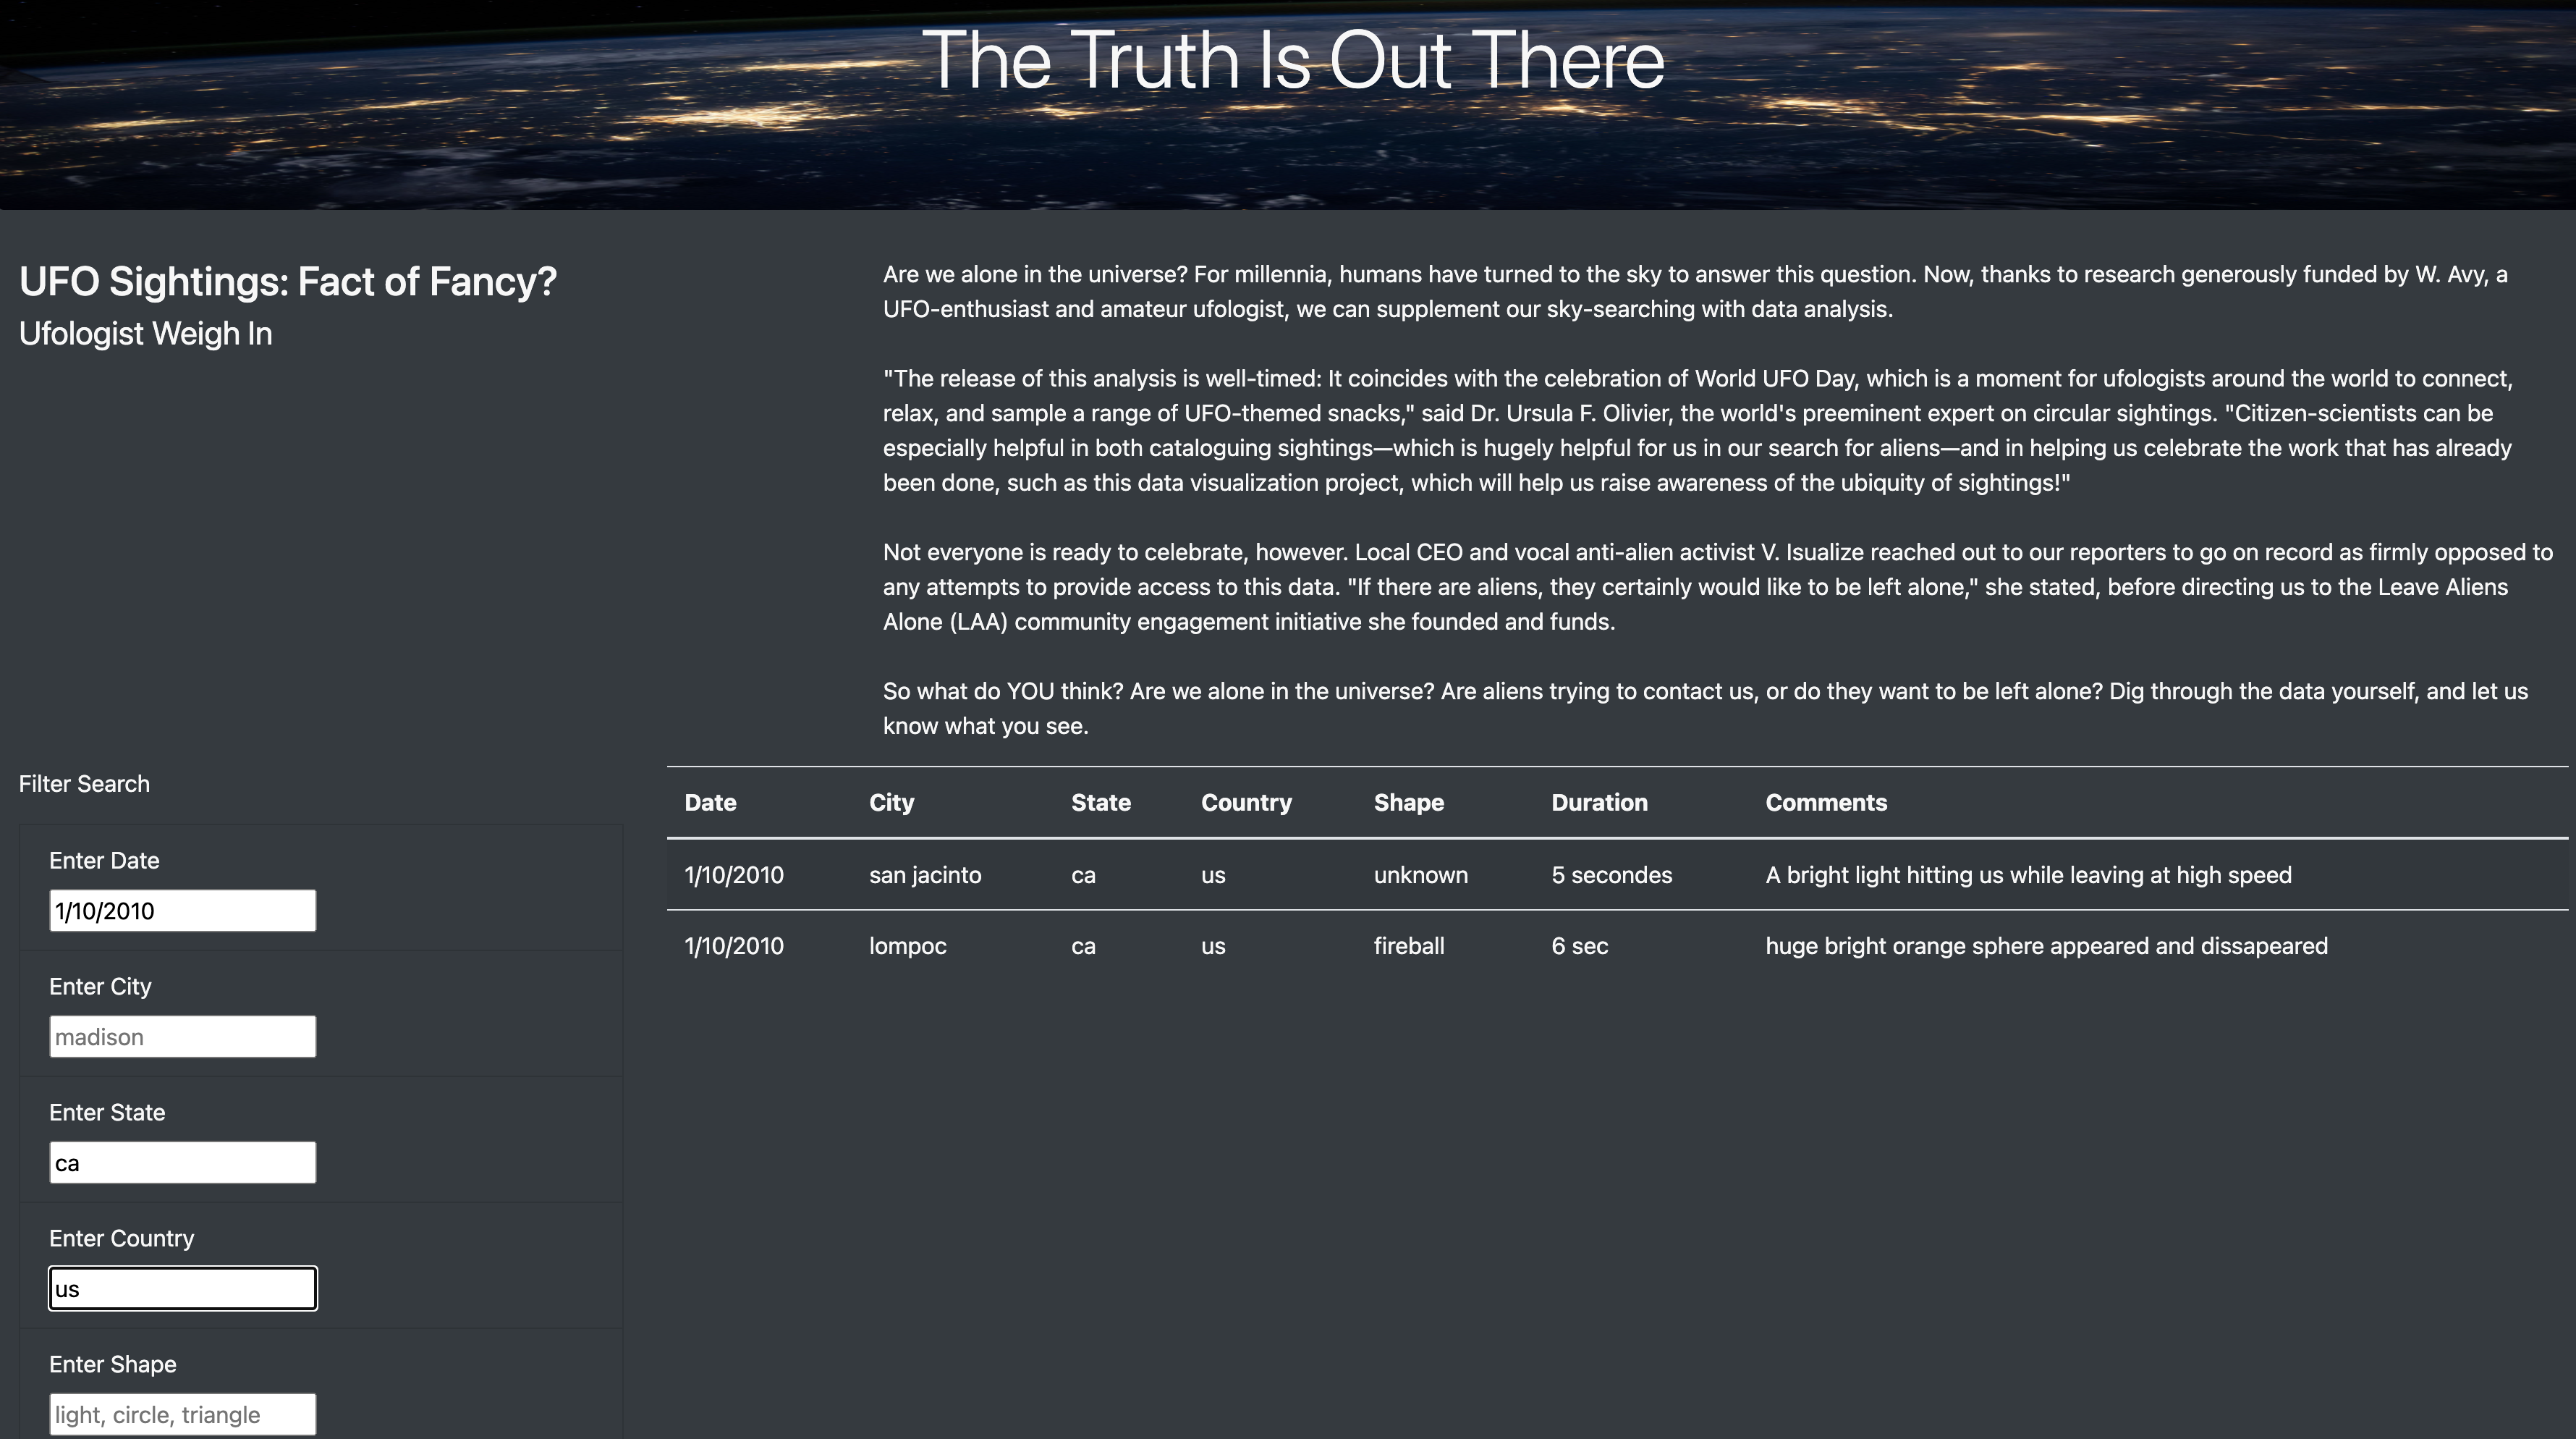 The Truth Is Out There
UFO Sightings: Fact of Fancy?
Ufologist Weigh In
Are we alone in the universe? For millennia, humans have turned to the sky to answer this question. Now, thanks to research generously funded by W. Avy, a
UFO-enthusiast and amateur ufologist, we can supplement our sky-searching with data analysis.
"The release of this analysis is well-timed: It coincides with the celebration of World UFO Day, which is a moment for ufologists around the world to connect,
relax, and sample a range of UFO-themed snacks," said Dr. Ursula F. Olivier, the world's preeminent expert on circular sightings. "Citizen-scientists can be
especially helpful in both cataloguing sightings—which is hugely helpful for us in our search for aliens—and in helping us celebrate the work that has already
been done, such as this data visualization project, which will help us raise awareness of the ubiquity of sightings!"
Not everyone is ready to celebrate, however. Local CEO and vocal anti-alien activist V. Isualize reached out to our reporters to go on record as firmly opposed to
any attempts to provide access to this data. "If there are aliens, they certainly would like to be left alone," she stated, before directing us to the Leave Aliens
Alone (LAA) community engagement initiative she founded and funds.
So what do YOU think? Are we alone in the universe? Are aliens trying to contact us, or do they want to be left alone? Dig through the data yourself, and let us
know what you see.
Filter Search
Enter Date
1/10/2010
Enter City
madison
Enter State
ca
Enter Country
us
Enter Shape
light, circle, triangle
Date City State Country Shape Duration Comments
1/10/2010 san jacinto ca us unknown 5 secondes A bright light hitting us while leaving at high speed
1/10/2010 lompoc ca us fireball 6 sec huge bright orange sphere appeared and dissapeared